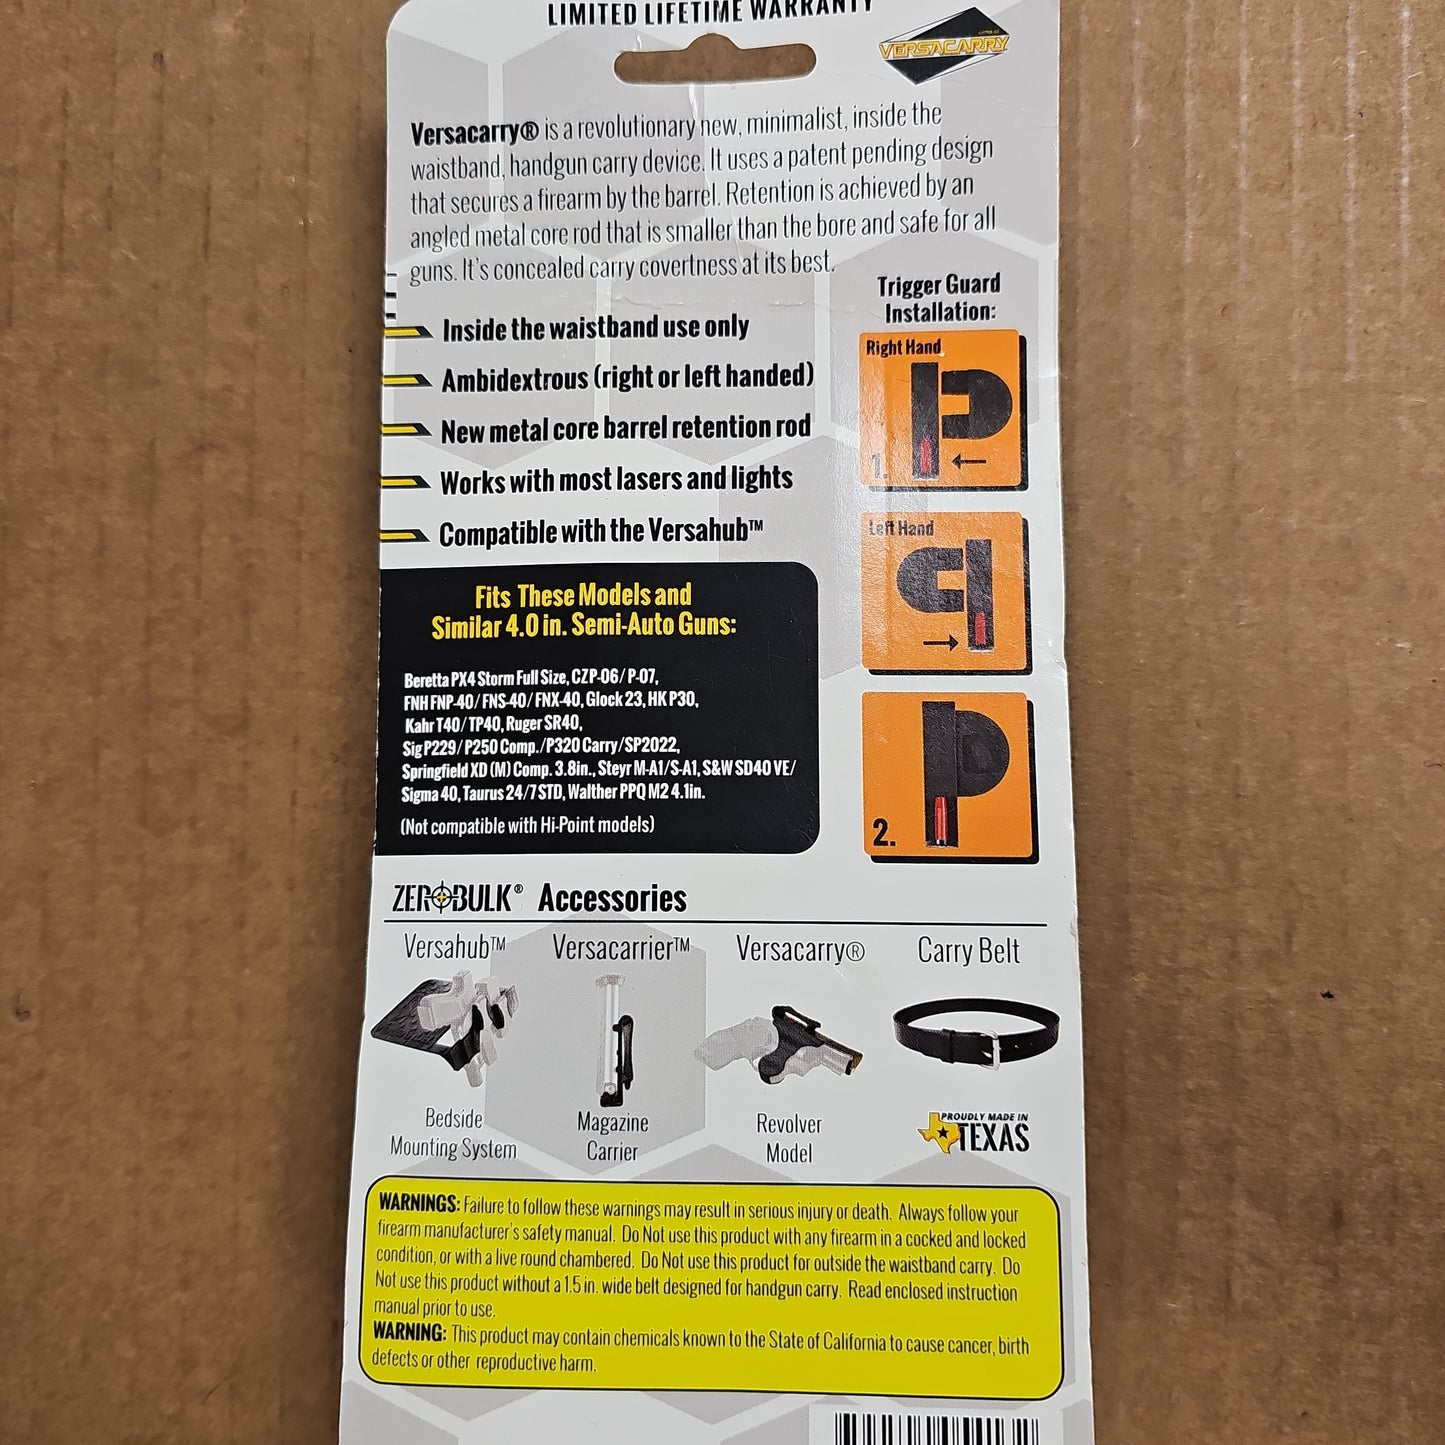 LIMITED LIFETIME WARRANTY
VERSACARRY
Versacarry® is a revolutionary new, minimalist, inside the
waistband, handgun carry device. It uses a patent pending design
that secures a firearm by the barrel. Retention is achieved by an
angled metal core rod that is smaller than the bore and safe for all
guns. It's concealed carry covertness at its best.
Inside the waistband use only
Ambidextrous (right or left handed)
New metal core barrel retention rod
Works with most lasers and lights
Compatible with the Versahub™
Trigger Guard
Installation:
Right Hand
1.
Left Hand
2.
Fits These Models and
Similar 4.0 in. Semi-Auto Guns:
Beretta PX4 Storm Full Size, CZ P-06/ P-07,
FNH FNP-40/ FNS-40/ FNX-40, Glock 23, HK P30,
Kahr T40/ TP40, Ruger SR40,
Sig P229/ P250 Comp./P320 Carry/SP2022,
Springfield XD (M) Comp. 3.8in., Steyr M-A1/S-A1, S&W SD40 VE/
Sigma 40, Taurus 24/7 STD, Walther PPQ M2 4.1in.
(Not compatible with Hi-Point models)
ZEROBULK® Accessories
Versahub™ Versacarrier™ Versacarry® Carry Belt
Bedside
Mounting System
Magazine
Carrier
Revolver
Model
PROUDLY MADE IN
TEXAS
WARNINGS: Failure to follow these warnings may result in serious injury or death. Always follow your
firearm manufacturer's safety manual. Do Not use this product with any firearm in a cocked and locked
condition, or with a live round chambered. Do Not use this product for outside the waistband carry. Do
Not use this product without a 1.5 in. wide belt designed for handgun carry. Read enclosed instruction
manual prior to use.
WARNING: This product may contain chemicals known to the State of California to cause cancer, birth
defects or other reproductive harm.